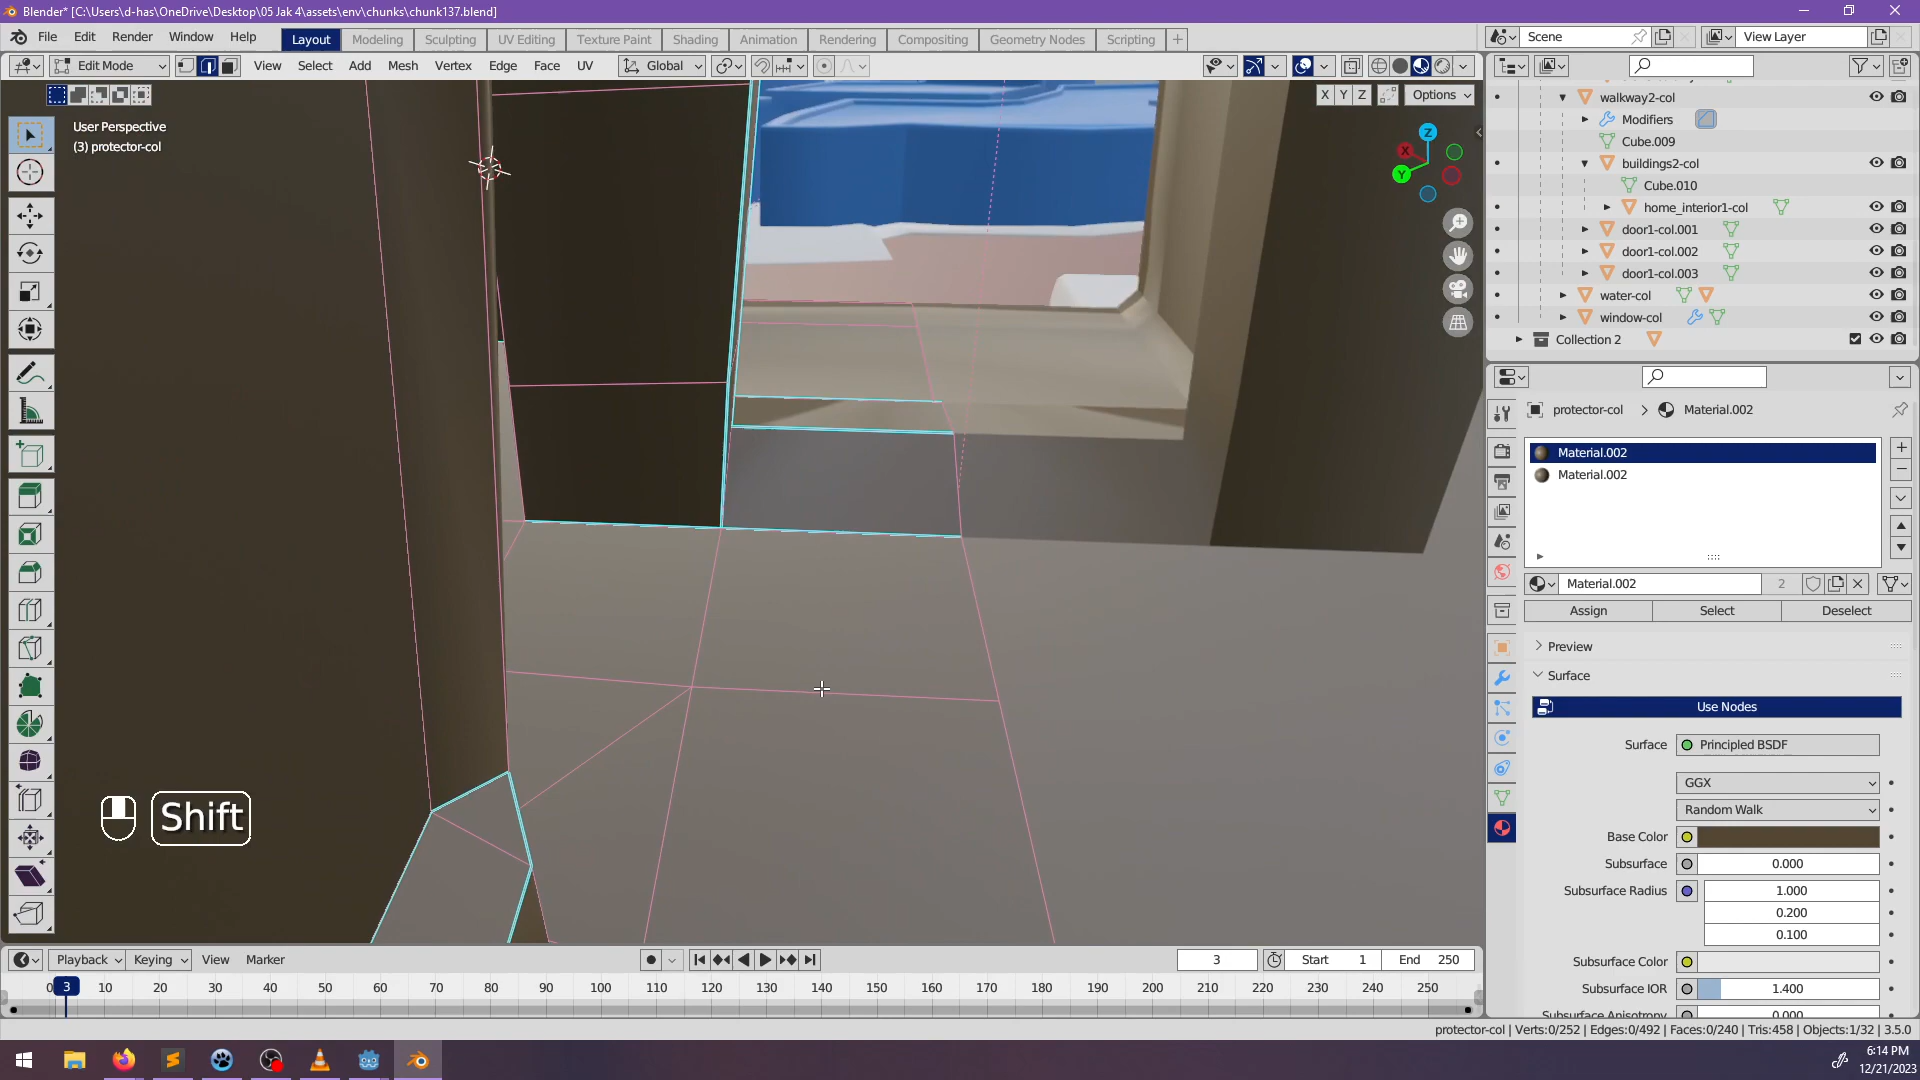 Blender* [C:\Users\d-has\OneDrive\Desktop\05 Jak 4\assets\env\chunks\chunk137.blend]
File Edit Render Window Help Layout Modeling Sculpting UV Editing Texture Paint Shading Animation Rendering Compositing Geometry Nodes Scripting + Scene View Layer
Edit Mode View Select Add Mesh Vertex Edge Face UV Global
X Y Z Options
User Perspective
(3) protector-col
Z
X
Y
Shift
walkway2-col
Modifiers
Cube.009
buildings2-col
Cube.010
home_interior1-col
door1-col.001
door1-col.002
door1-col.003
water-col
window-col
Collection 2
protector-col > Material.002
Material.002
Material.002
Material.002 2
Assign Select Deselect
Preview
Surface
Use Nodes
Surface Principled BSDF
GGX
Random Walk
Base Color
Subsurface 0.000
Subsurface Radius 1.000
0.200
0.100
Subsurface Color
Subsurface IOR 1.400
Subsurface Anisotropy 0.000
Playback Keying View Marker 3 Start 1 End 250
0 3 10 20 30 40 50 60 70 80 90 100 110 120 130 140 150 160 170 180 190 200 210 220 230 240 250
protector-col | Verts:0/252 | Edges:0/492 | Faces:0/240 | Tris:458 | Objects:1/32 | 3.5.0
6:14 PM
12/21/2023